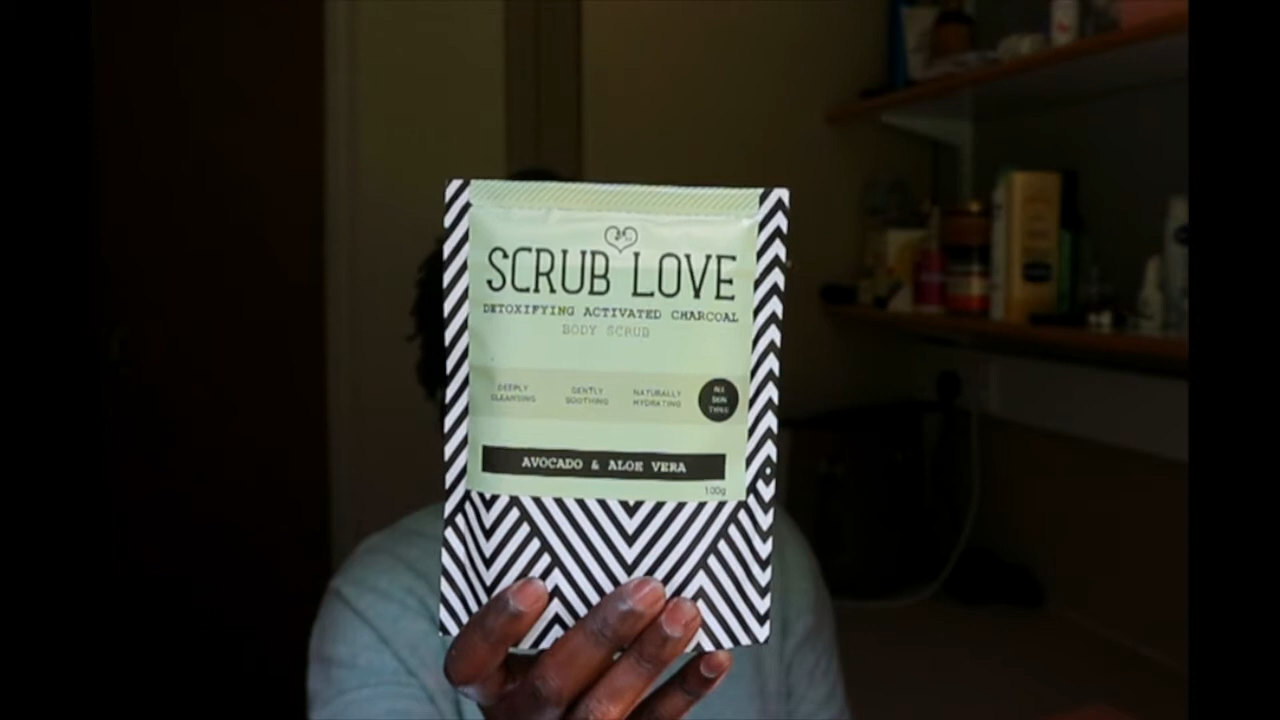 SCRUB LOVE
DETOXIFYING ACTIVATED CHARCOAL
BODY SCRUB
DEEPLY CLEANSING
GENTLY SOOTHING
NATURALLY HYDRATING
ALL SKIN TYPES
AVOCADO & ALOE VERA
100g